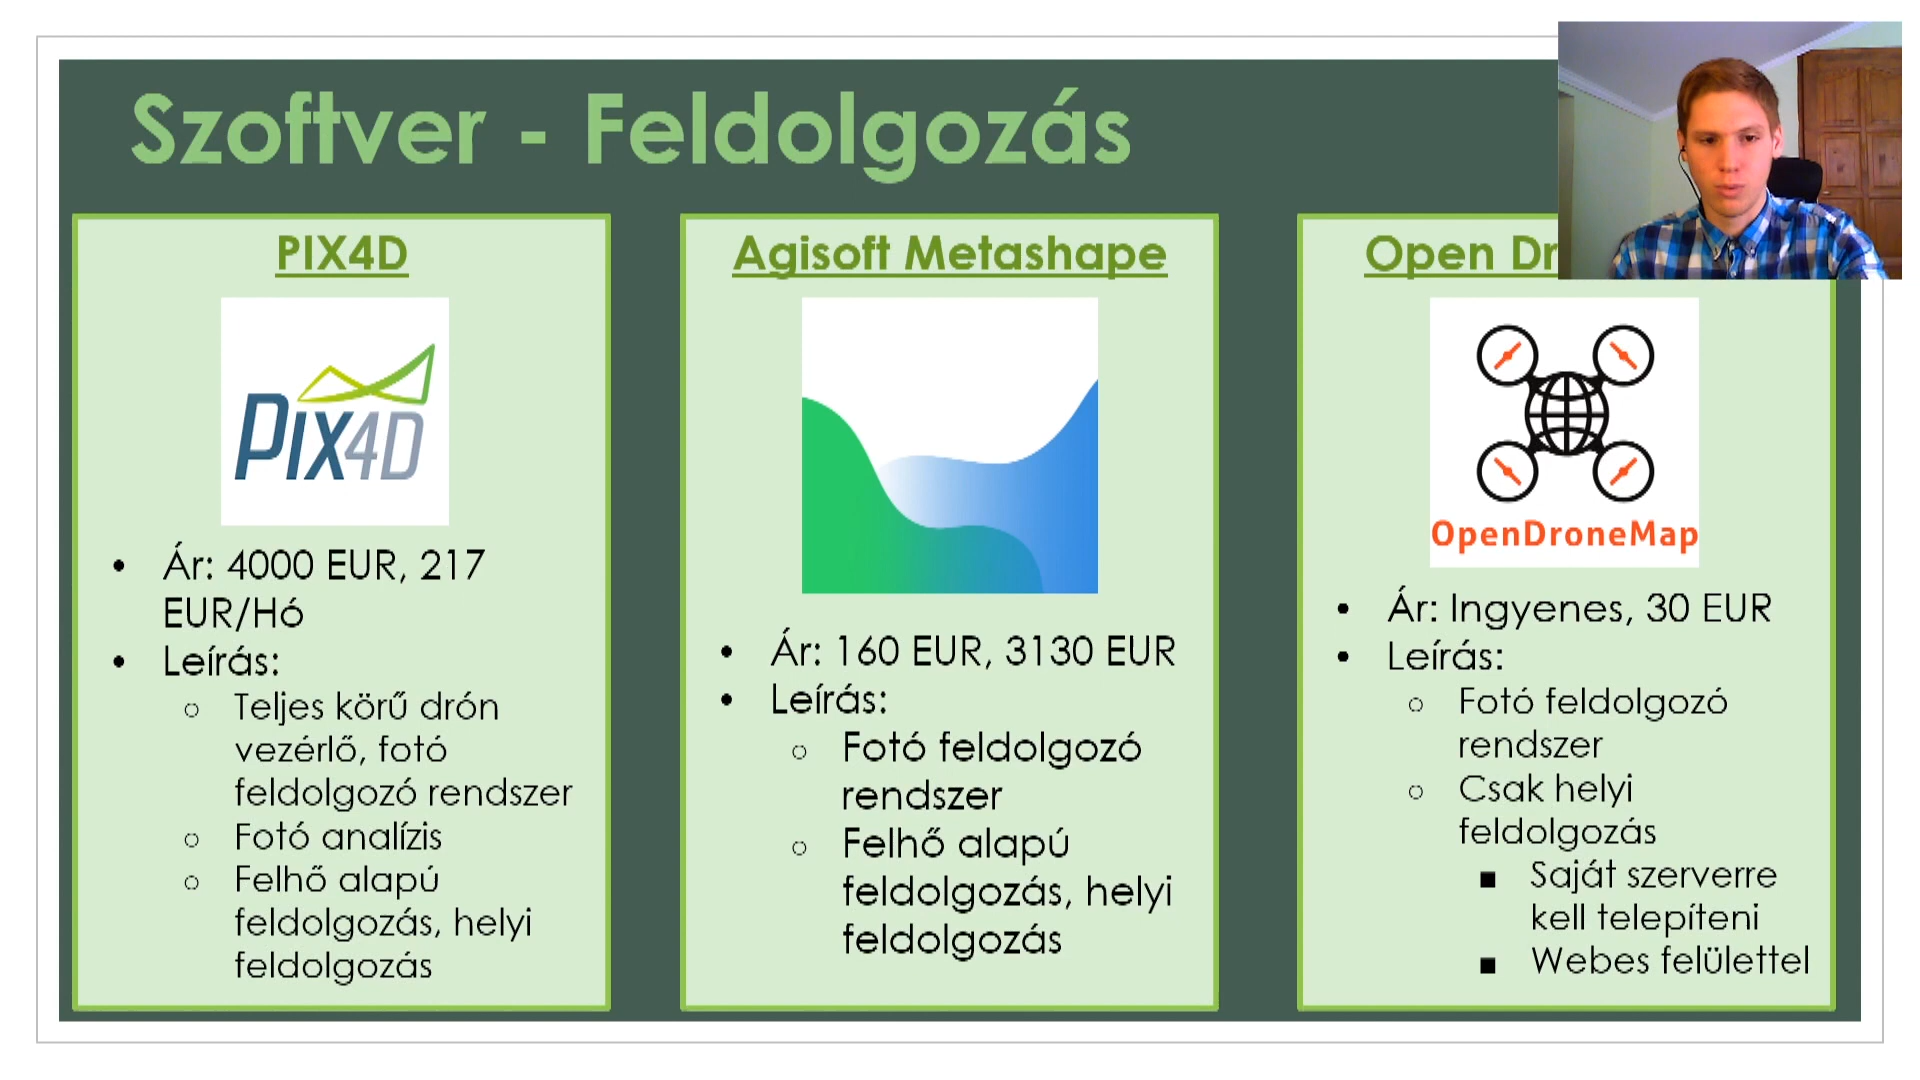 Szoftver - Feldolgozás
PIX4D
PIX4D
• Ár: 4000 EUR, 217
EUR/Hó
• Leírás:
○ Teljes körű drón
vezérlő, fotó
feldolgozó rendszer
○ Fotó analízis
○ Felhő alapú
feldolgozás, helyi
feldolgozás
Agisoft Metashape
• Ár: 160 EUR, 3130 EUR
• Leírás:
○ Fotó feldolgozó
rendszer
○ Felhő alapú
feldolgozás, helyi
feldolgozás
Open
OpenDroneMap
• Ár: Ingyenes, 30 EUR
• Leírás:
○ Fotó feldolgozó
rendszer
○ Csak helyi
feldolgozás
■ Saját szerverre
kell telepíteni
■ Webes felülettel